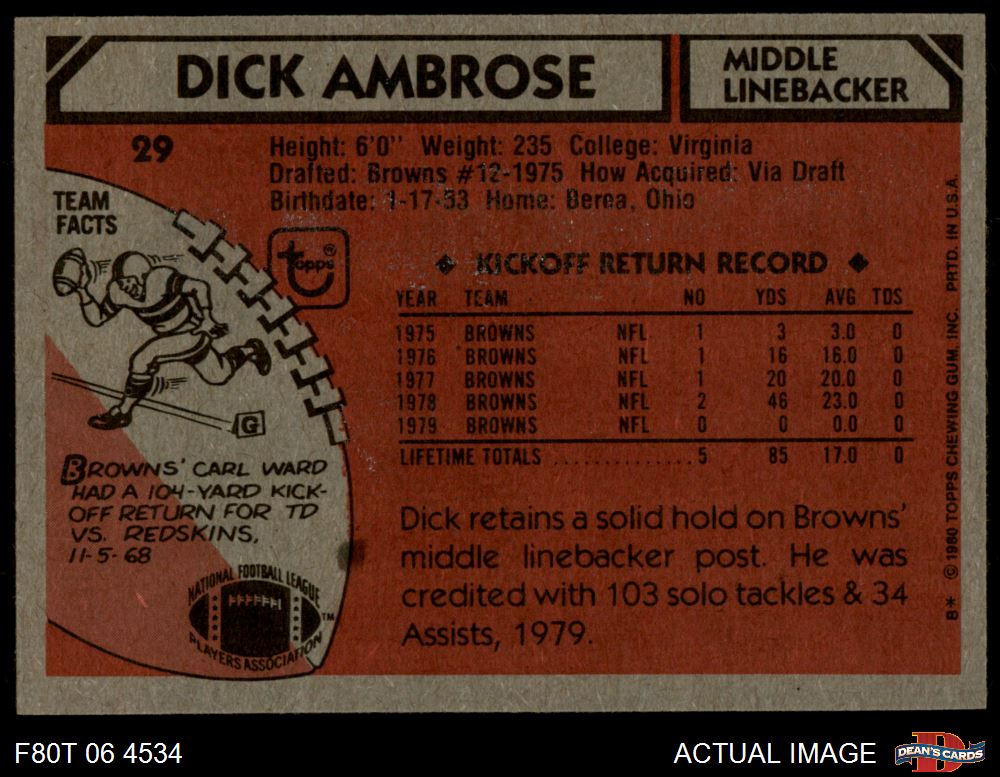 DICK AMBROSE
MIDDLE
LINEBACKER
29
Height: 6'0" Weight: 235 College: Virginia
Drafted: Browns #12-1975 How Acquired: Via Draft
Birthdate: 1-17-53 Home: Berea, Ohio
TEAM
FACTS
topps®
G
BROWNS' CARL WARD
HAD A 104-YARD KICK-
OFF RETURN FOR TD
VS. REDSKINS,
11-5-68
NATIONAL FOOTBALL LEAGUE
PLAYERS ASSOCIATION
TM
◆ KICKOFF RETURN RECORD ◆
YEAR TEAM NO YDS AVG TDS
1975 BROWNS NFL 1 3 3.0 0
1976 BROWNS NFL 1 16 16.0 0
1977 BROWNS NFL 1 20 20.0 0
1978 BROWNS NFL 2 46 23.0 0
1979 BROWNS NFL 0 0 0.0 0
LIFETIME TOTALS .............. 5 85 17.0 0
Dick retains a solid hold on Browns'
middle linebacker post. He was
credited with 103 solo tackles & 34
Assists, 1979.
B* © 1980 TOPPS CHEWING GUM, INC. PRTD. IN U.S.A.
F80T 06 4534
ACTUAL IMAGE
D
DEAN'S CARDS